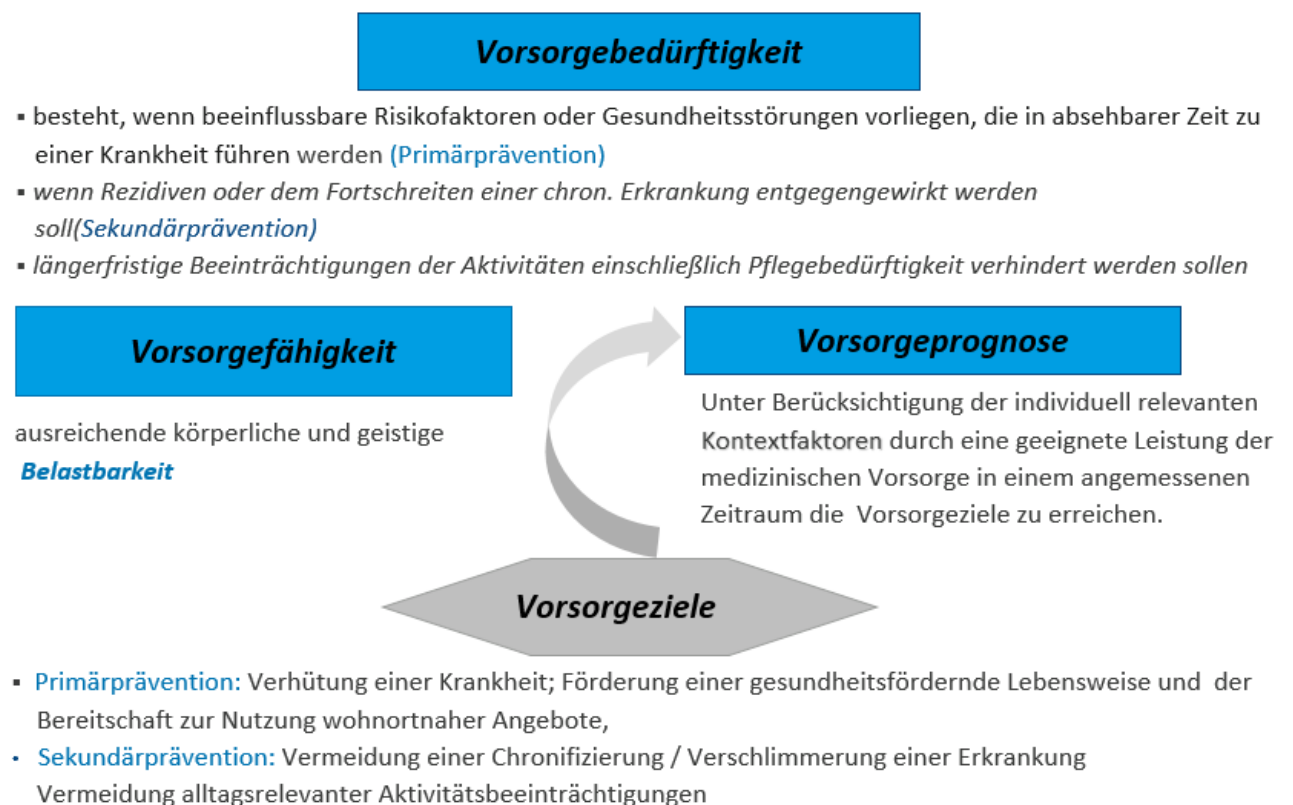 Vorsorgebedürftigkeit
▪ besteht, wenn beeinflussbare Risikofaktoren oder Gesundheitsstörungen vorliegen, die in absehbarer Zeit zu
einer Krankheit führen werden (Primärprävention)
▪ wenn Rezidiven oder dem Fortschreiten einer chron. Erkrankung entgegengewirkt werden
soll(Sekundärprävention)
▪ längerfristige Beeinträchtigungen der Aktivitäten einschließlich Pflegebedürftigkeit verhindert werden sollen
Vorsorgefähigkeit
ausreichende körperliche und geistige
Belastbarkeit
Vorsorgeprognose
Unter Berücksichtigung der individuell relevanten
Kontextfaktoren durch eine geeignete Leistung der
medizinischen Vorsorge in einem angemessenen
Zeitraum die Vorsorgeziele zu erreichen.
Vorsorgeziele
▪ Primärprävention: Verhütung einer Krankheit; Förderung einer gesundheitsfördernde Lebensweise und der
Bereitschaft zur Nutzung wohnortnaher Angebote,
• Sekundärprävention: Vermeidung einer Chronifizierung / Verschlimmerung einer Erkrankung
Vermeidung alltagsrelevanter Aktivitätsbeeinträchtigungen